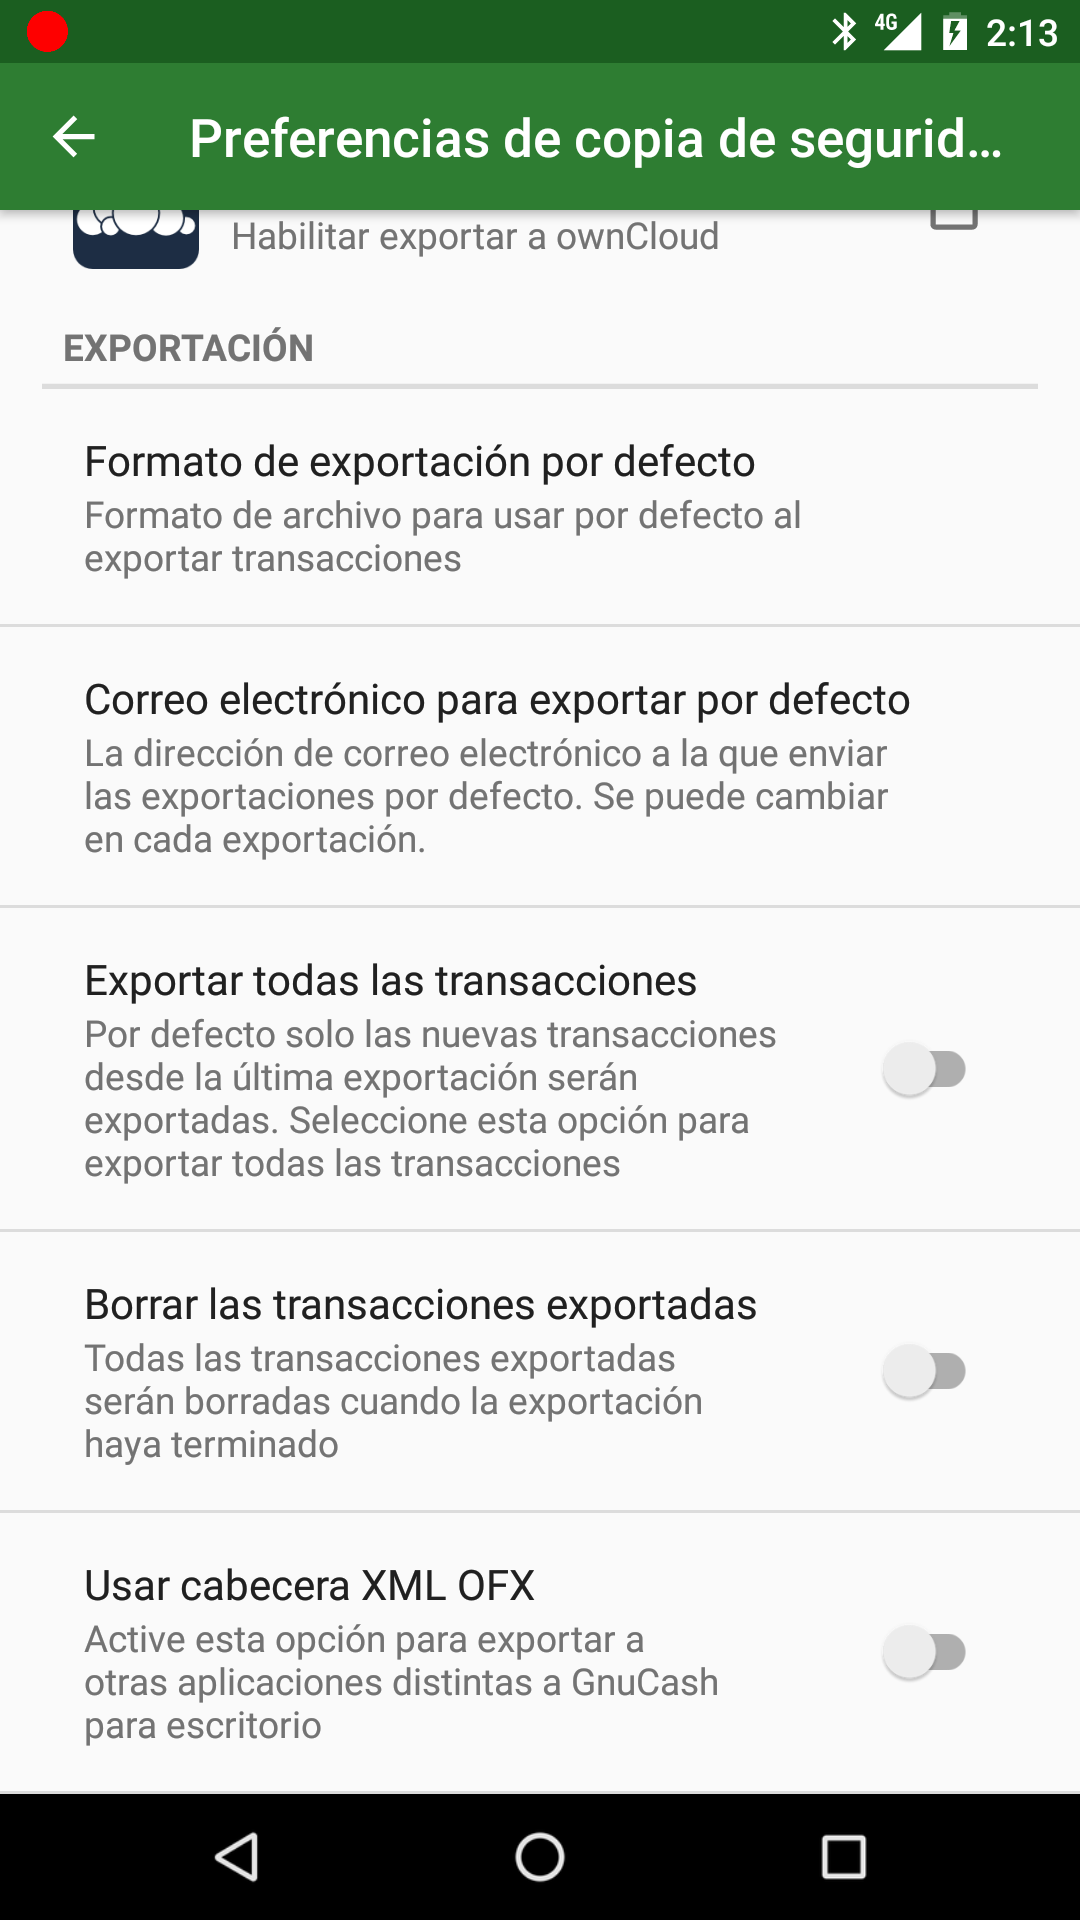 4G 2:13
Preferencias de copia de segurid...
Habilitar exportar a ownCloud
EXPORTACIÓN
Formato de exportación por defecto
Formato de archivo para usar por defecto al
exportar transacciones
Correo electrónico para exportar por defecto
La dirección de correo electrónico a la que enviar
las exportaciones por defecto. Se puede cambiar
en cada exportación.
Exportar todas las transacciones
Por defecto solo las nuevas transacciones
desde la última exportación serán
exportadas. Seleccione esta opción para
exportar todas las transacciones
Borrar las transacciones exportadas
Todas las transacciones exportadas
serán borradas cuando la exportación
haya terminado
Usar cabecera XML OFX
Active esta opción para exportar a
otras aplicaciones distintas a GnuCash
para escritorio